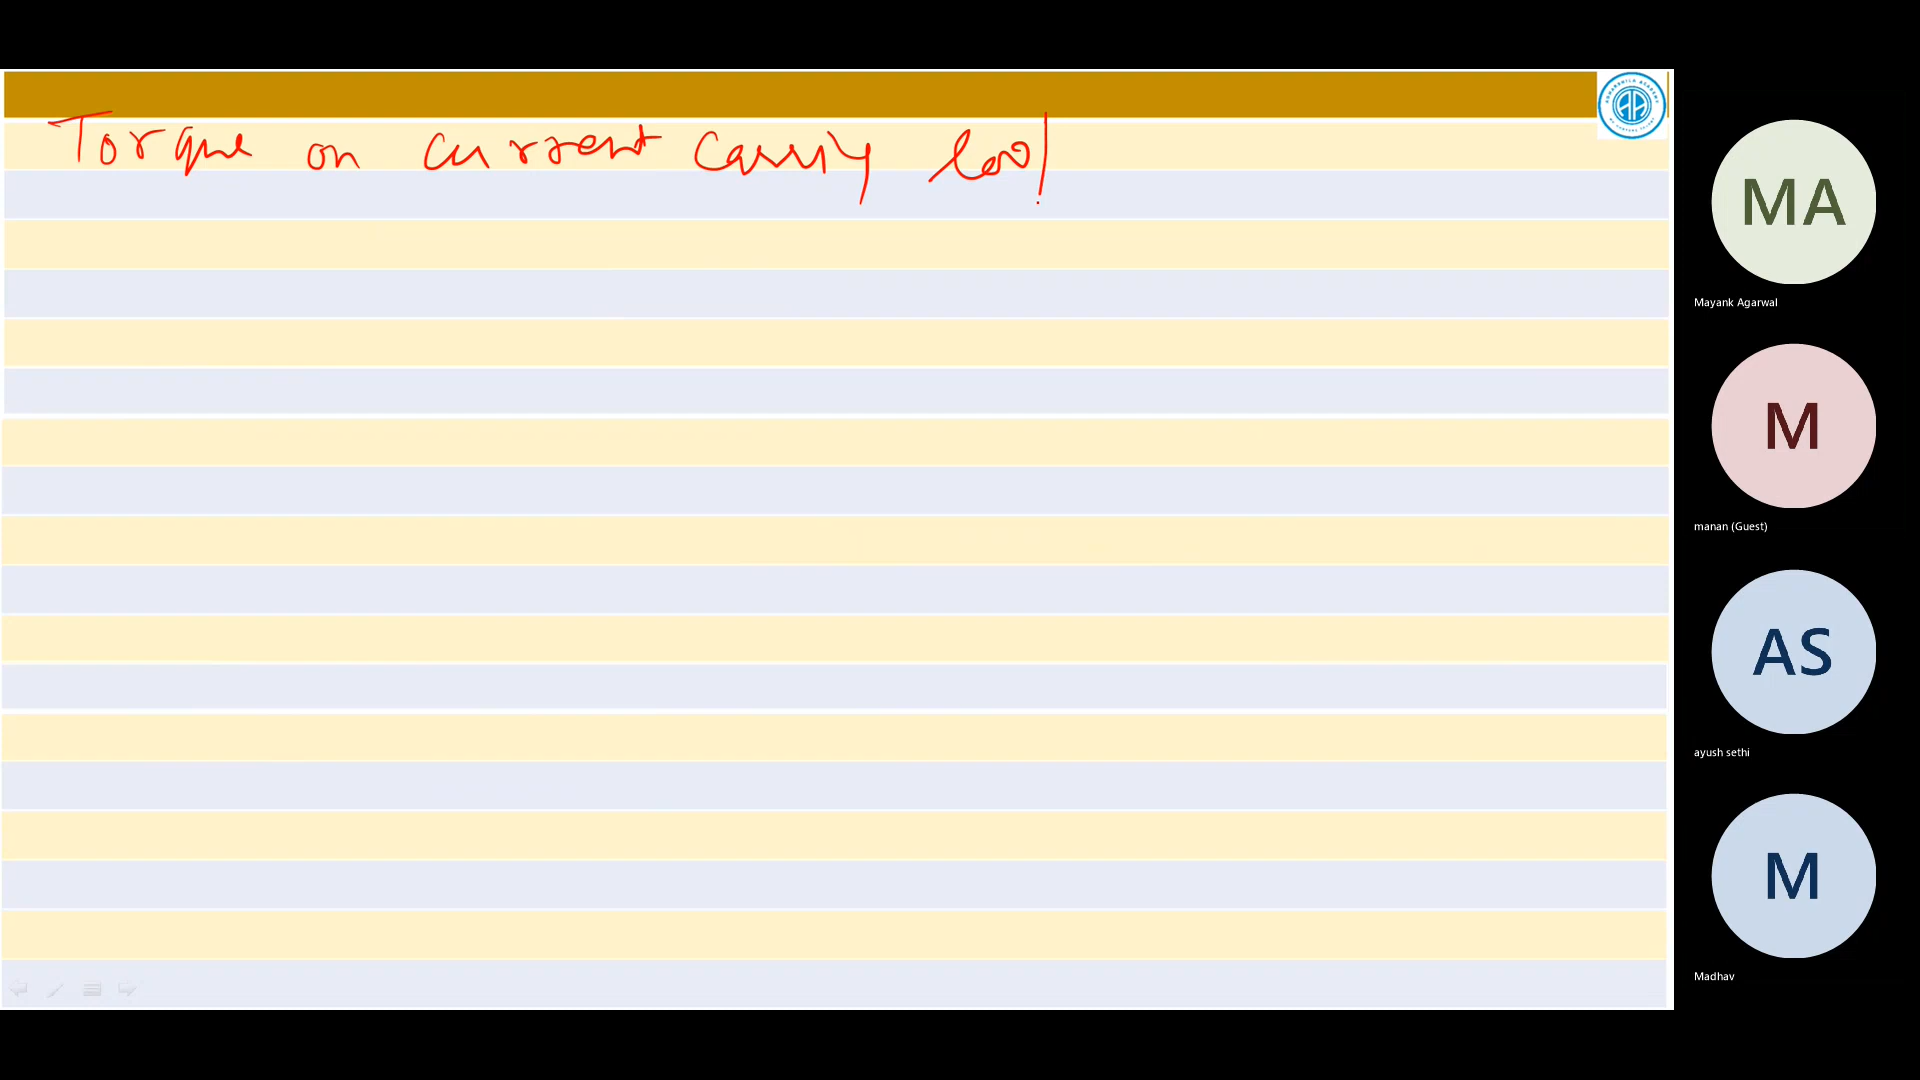 Torque on current carrying loop
MA
Mayank Agarwal
M
manan (Guest)
AS
ayush sethi
M
Madhav